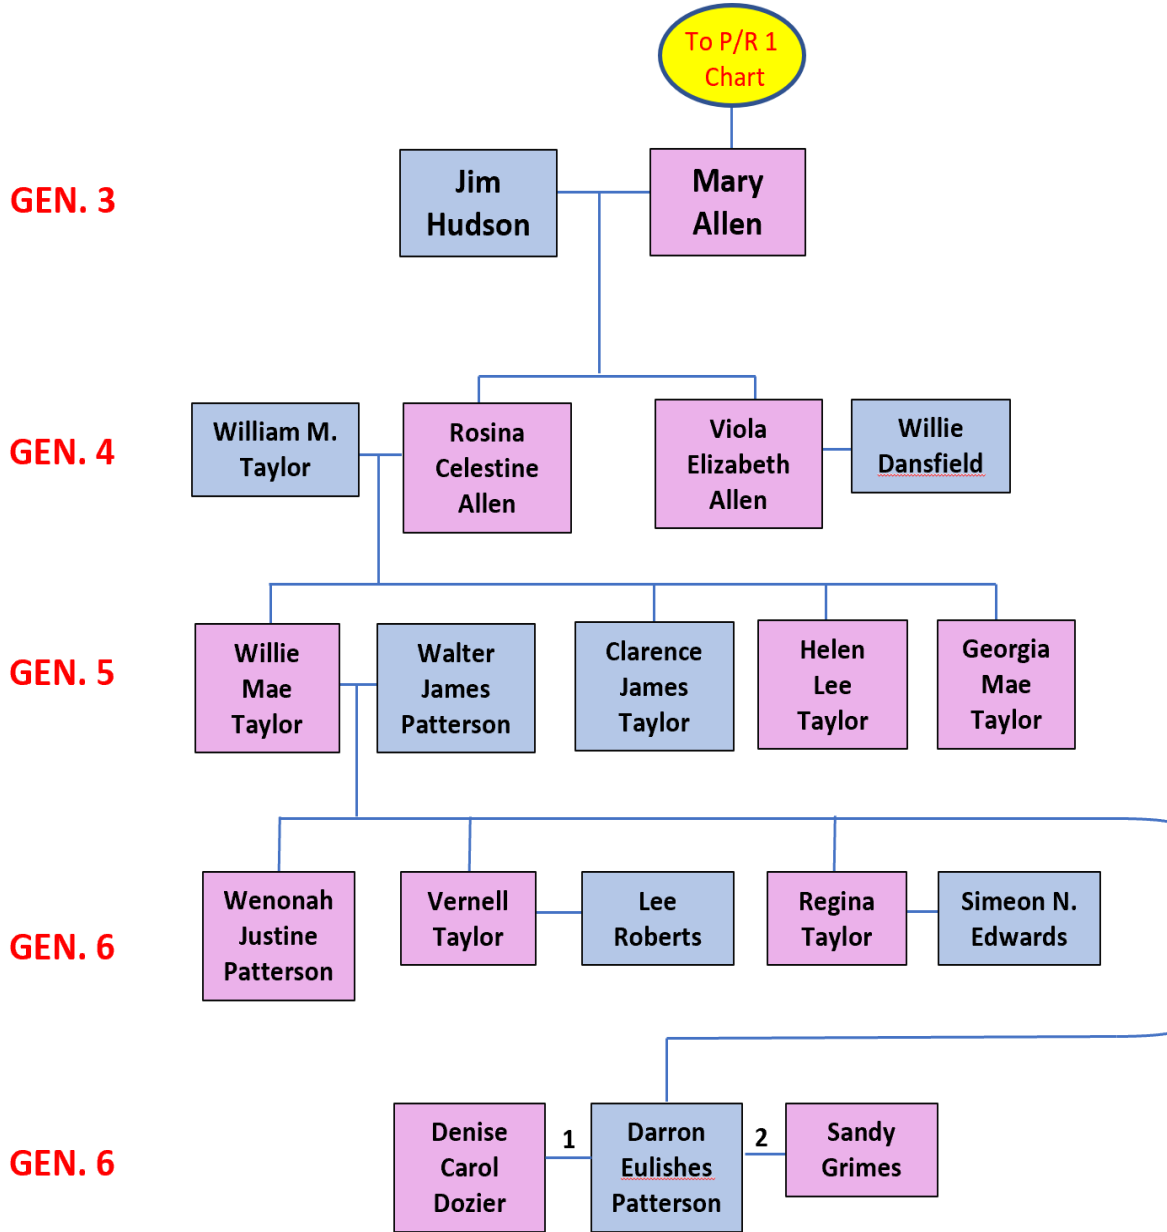 To P/R 1
Chart
GEN. 3
Jim
Hudson
Mary
Allen
GEN. 4
William M.
Taylor
Rosina
Celestine
Allen
Viola
Elizabeth
Allen
Willie
Dansfield
GEN. 5
Willie
Mae
Taylor
Walter
James
Patterson
Clarence
James
Taylor
Helen
Lee
Taylor
Georgia
Mae
Taylor
GEN. 6
Wenonah
Justine
Patterson
Vernell
Taylor
Lee
Roberts
Regina
Taylor
Simeon N.
Edwards
GEN. 6
Denise
Carol
Dozier
1
Darron
Eulishes
Patterson
2
Sandy
Grimes